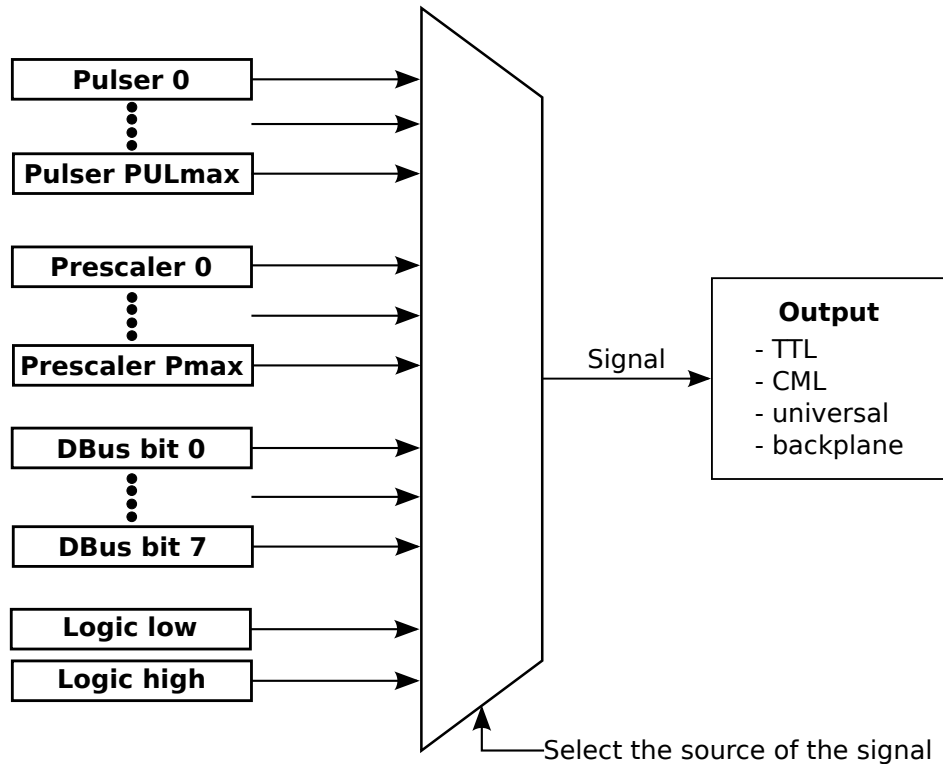 Pulser 0
Pulser PULmax
Prescaler 0
Prescaler Pmax
DBus bit 0
DBus bit 7
Logic low
Logic high
Signal
Output
- TTL
- CML
- universal
- backplane
Select the source of the signal